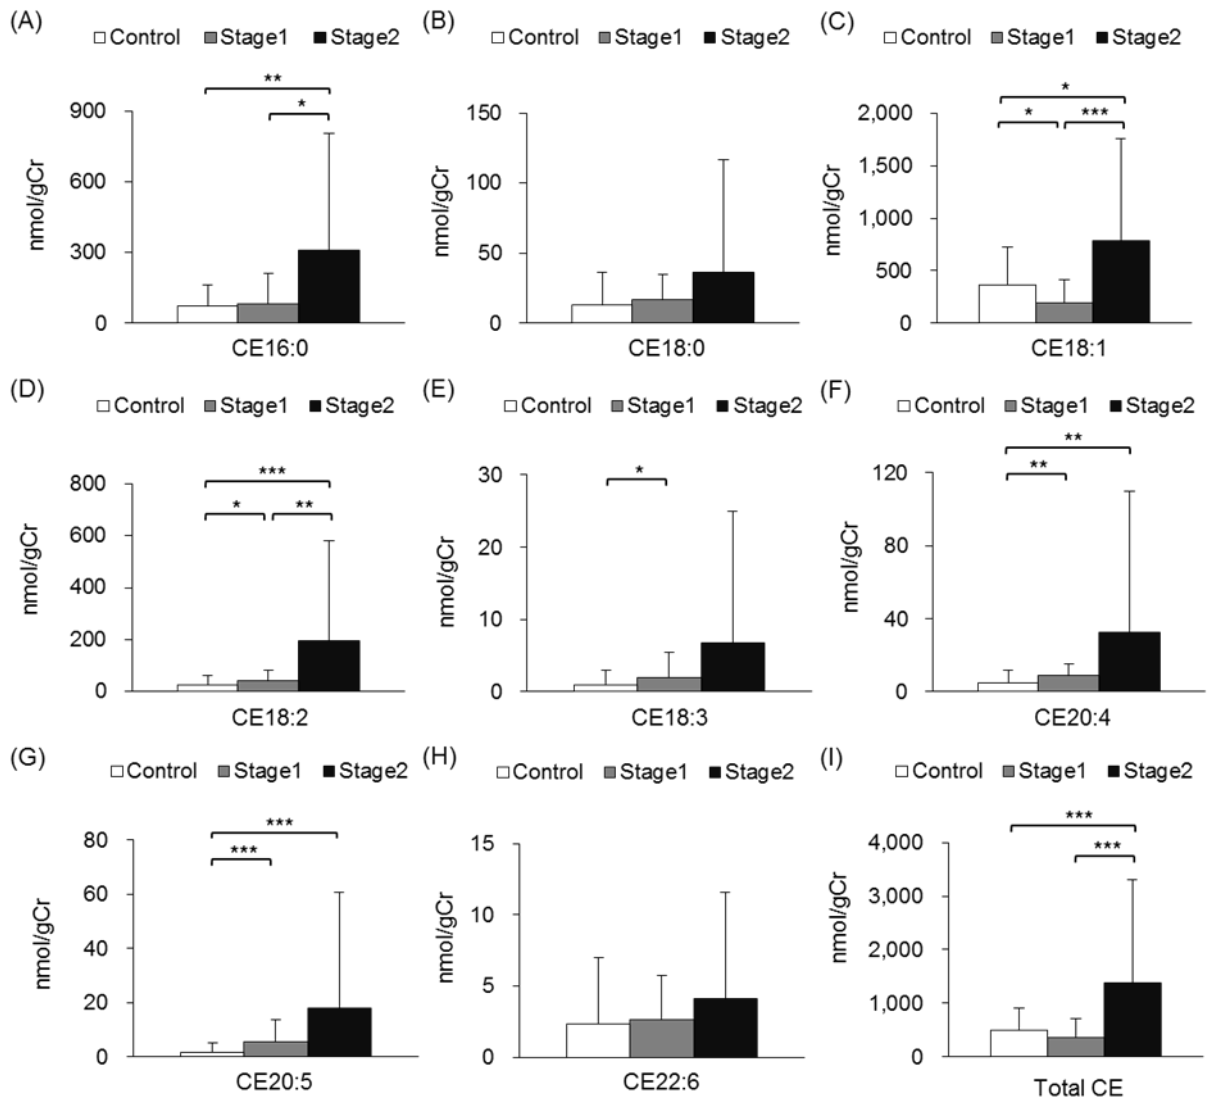 (A)
□ Control ■ Stage1 ■ Stage2
**
*
900
600
300
0
nmol/gCr
CE16:0
(B)
□ Control ■ Stage1 ■ Stage2
150
100
50
0
nmol/gCr
CE18:0
(C)
□ Control ■ Stage1 ■ Stage2
*
* ***
2,000
1,500
1,000
500
0
nmol/gCr
CE18:1
(D)
□ Control ■ Stage1 ■ Stage2
***
* **
800
600
400
200
0
nmol/gCr
CE18:2
(E)
□ Control ■ Stage1 ■ Stage2
*
30
20
10
0
nmol/gCr
CE18:3
(F)
□ Control ■ Stage1 ■ Stage2
**
**
120
80
40
0
nmol/gCr
CE20:4
(G)
□ Control ■ Stage1 ■ Stage2
***
***
80
60
40
20
0
nmol/gCr
CE20:5
(H)
□ Control ■ Stage1 ■ Stage2
15
10
5
0
nmol/gCr
CE22:6
(I)
□ Control ■ Stage1 ■ Stage2
***
***
4,000
3,000
2,000
1,000
0
nmol/gCr
Total CE